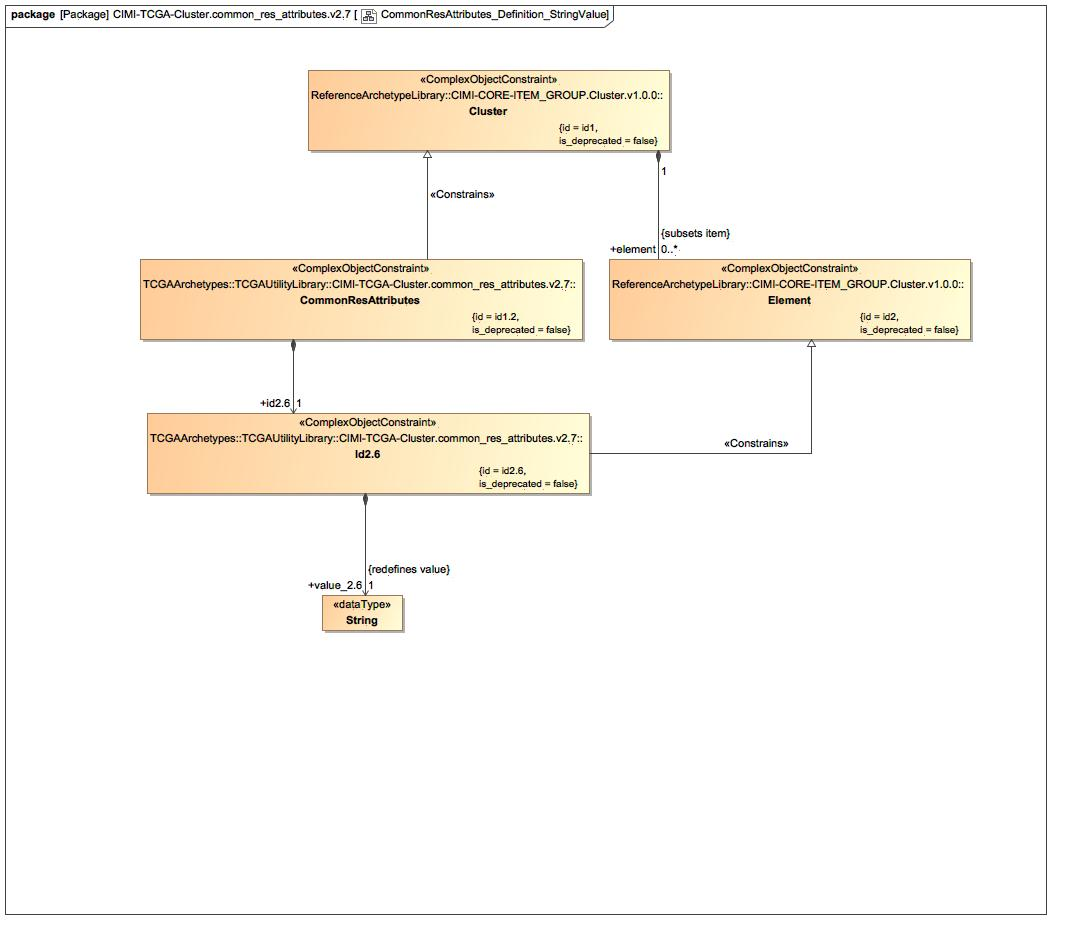 package [Package] CIMI-TCGA-Cluster.common_res_attributes.v2.7 [ CommonResAttributes_Definition_StringValue]
«ComplexObjectConstraint»
ReferenceArchetypeLibrary::CIMI-CORE-ITEM_GROUP.Cluster.v1.0.0::
Cluster
{id = id1,
is_deprecated = false}
1
«Constrains»
{subsets item}
+element 0..*
«ComplexObjectConstraint»
TCGAArchetypes::TCGAUtilityLibrary::CIMI-TCGA-Cluster.common_res_attributes.v2.7::
CommonResAttributes
{id = id1.2,
is_deprecated = false}
«ComplexObjectConstraint»
ReferenceArchetypeLibrary::CIMI-CORE-ITEM_GROUP.Cluster.v1.0.0::
Element
{id = id2,
is_deprecated = false}
+id2.6 1
«ComplexObjectConstraint»
TCGAArchetypes::TCGAUtilityLibrary::CIMI-TCGA-Cluster.common_res_attributes.v2.7::
Id2.6
{id = id2.6,
is_deprecated = false}
«Constrains»
{redefines value}
+value_2.6 1
«dataType»
String